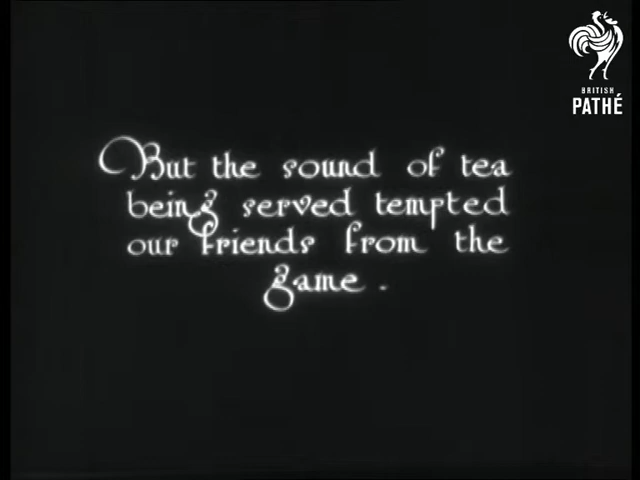 BRITISH
PATHÉ
But the sound of tea
being served tempted
our friends from the
game.